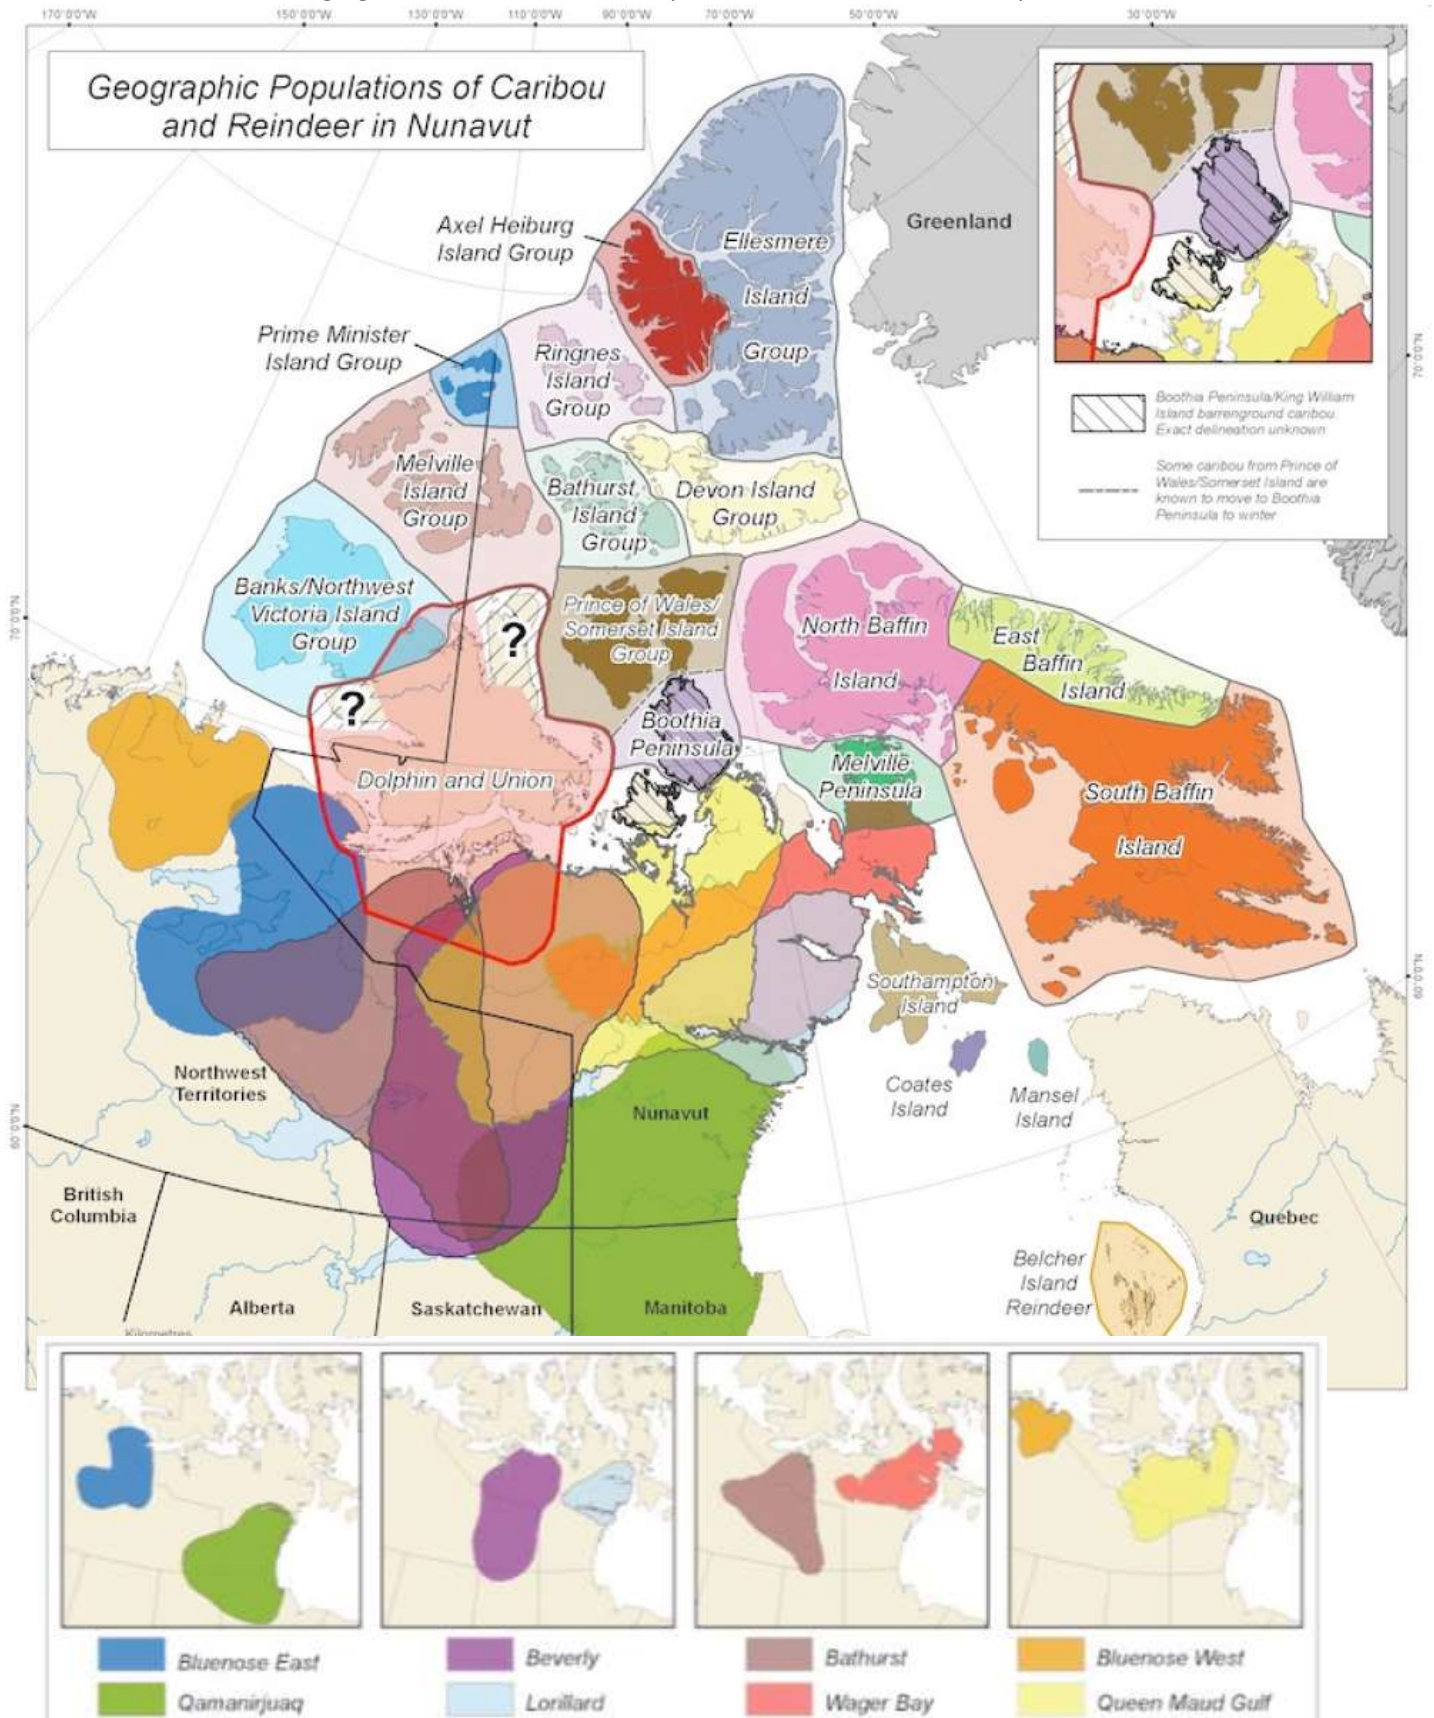 170°0'0"W
150°0'0"W
130°0'0"W
110°0'0"W
90°0'0"W
70°0'0"W
50°0'0"W
30°0'0"W
Geographic Populations of Caribou
and Reindeer in Nunavut
Axel Heiburg
Island Group
Ellesmere
Island
Group
Greenland
Prime Minister
Island Group
Ringnes
Island
Group
70°0'0"N
Boothia Peninsula/King William
Island barrenground caribou.
Exact delineation unknown
Some caribou from Prince of
Wales/Somerset Island are
known to move to Boothia
Peninsula to winter
Melville
Island
Group
Bathurst
Island
Group
Devon Island
Group
Banks/Northwest
Victoria Island
Group
70°0'0"N
?
?
Prince of Wales/
Somerset Island
Group
North Baffin
Island
East
Baffin
Island
Boothia
Peninsula
Dolphin and Union
Melville
Peninsula
South Baffin
Island
Southampton
Island
60°0'0"N
Coates
Island
Mansel
Island
Northwest
Territories
Nunavut
60°0'0"N
British
Columbia
Quebec
Belcher
Island
Reindeer
Alberta
Saskatchewan
Manitoba
Kilometres
Bluenose East
Beverly
Bathurst
Bluenose West
Qamanirjuaq
Lorillard
Wager Bay
Queen Maud Gulf